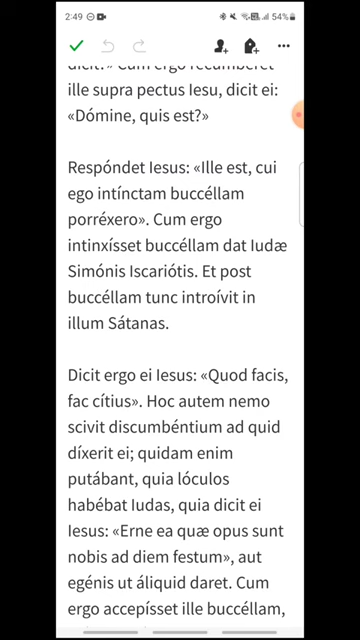 2:49
54%
dicit?» Cum ergo recúmberet
ille supra pectus Iesu, dicit ei:
«Dómine, quis est?»
Respóndet Iesus: «Ille est, cui
ego intínctam buccéllam
porréxero». Cum ergo
intinxísset buccéllam dat Iudæ
Simónis Iscariótis. Et post
buccéllam tunc introívit in
illum Sátanas.
Dicit ergo ei Iesus: «Quod facis,
fac cítius». Hoc autem nemo
scivit discumbéntium ad quid
díxerit ei; quidam enim
putábant, quia lóculos
habébat Iudas, quia dicit ei
Iesus: «Erne ea quæ opus sunt
nobis ad diem festum», aut
egénis ut áliquid daret. Cum
ergo accepísset ille buccéllam,